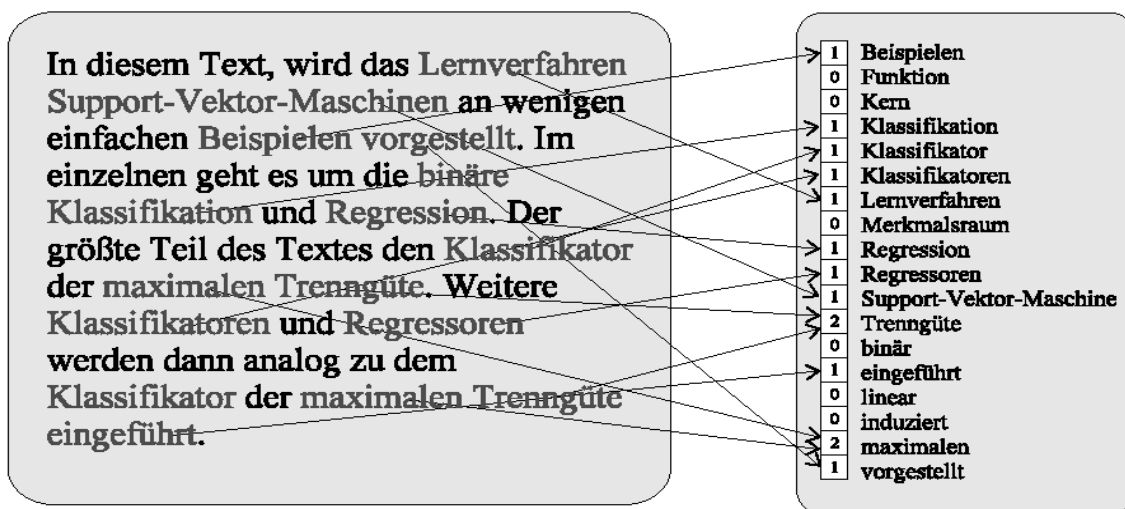 In diesem Text, wird das Lernverfahren
Support-Vektor-Maschinen an wenigen
einfachen Beispielen vorgestellt. Im
einzelnen geht es um die binäre
Klassifikation und Regression. Der
größte Teil des Textes den Klassifikator
der maximalen Trenngüte. Weitere
Klassifikatoren und Regressoren
werden dann analog zu dem
Klassifikator der maximalen Trenngüte
eingeführt.
1 Beispielen
0 Funktion
0 Kern
1 Klassifikation
1 Klassifikator
1 Klassifikatoren
1 Lernverfahren
0 Merkmalsraum
1 Regression
1 Regressoren
1 Support-Vektor-Maschine
2 Trenngüte
0 binär
1 eingeführt
0 linear
0 induziert
2 maximalen
1 vorgestellt